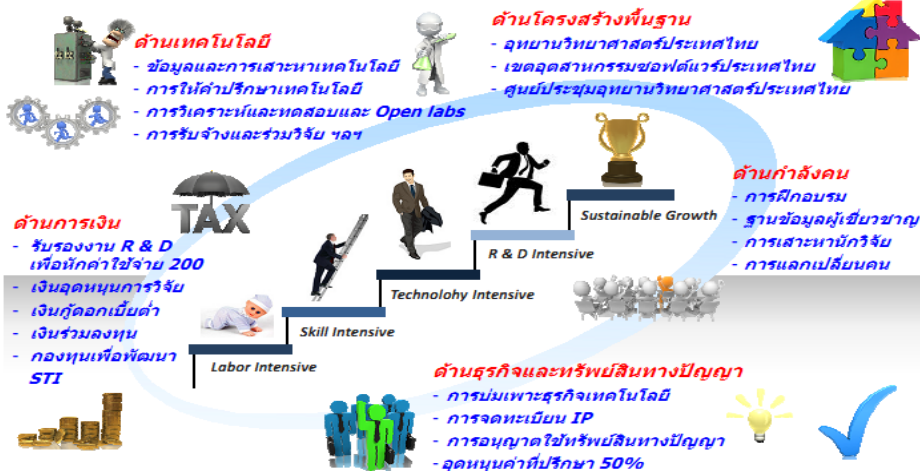 ด้านเทคโนโลยี
- ข้อมูลและการเสาะหาเทคโนโลยี
- การให้คำปรึกษาเทคโนโลยี
- การวิเคราะห์และทดสอบและ Open labs
- การรับจ้างและร่วมวิจัย ฯลฯ
ด้านโครงสร้างพื้นฐาน
- อุทยานวิทยาศาสตร์ประเทศไทย
- เขตอุตสาหกรรมซอฟต์แวร์ประเทศไทย
- ศูนย์ประชุมอุทยานวิทยาศาสตร์ประเทศไทย
ด้านกำลังคน
- การฝึกอบรม
- ฐานข้อมูลผู้เชี่ยวชาญ
- การเสาะหานักวิจัย
- การแลกเปลี่ยนคน
TAX
ด้านการเงิน
- รับรองงาน R & D
เพื่อหักค่าใช้จ่าย 200
- เงินอุดหนุนการวิจัย
- เงินกู้ดอกเบี้ยต่ำ
- เงินร่วมลงทุน
- กองทุนเพื่อพัฒนา
STI
Sustainable Growth
R & D Intensive
Technolohy Intensive
Skill Intensive
Labor Intensive
ด้านธุรกิจและทรัพย์สินทางปัญญา
- การบ่มเพาะธุรกิจเทคโนโลยี
- การจดทะเบียน IP
- การอนุญาตใช้ทรัพย์สินทางปัญญา
- อุดหนุนค่าที่ปรึกษา 50%